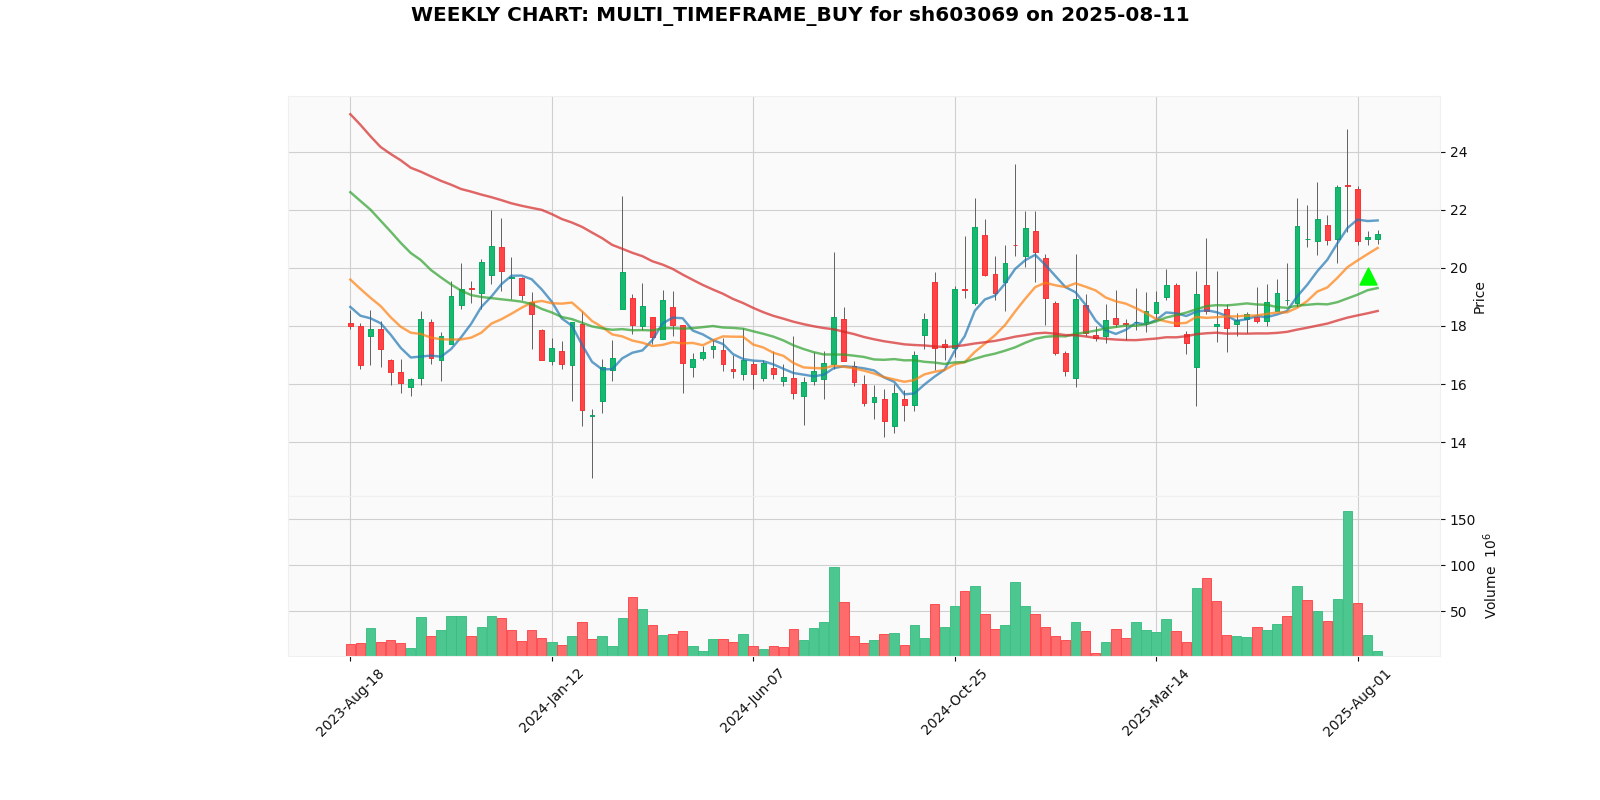 WEEKLY CHART: MULTI_TIMEFRAME_BUY for sh603069 on 2025-08-11
24
22
20
18
16
14
Price
150
100
50
Volume 10^6
2023-Aug-18
2024-Jan-12
2024-Jun-07
2024-Oct-25
2025-Mar-14
2025-Aug-01